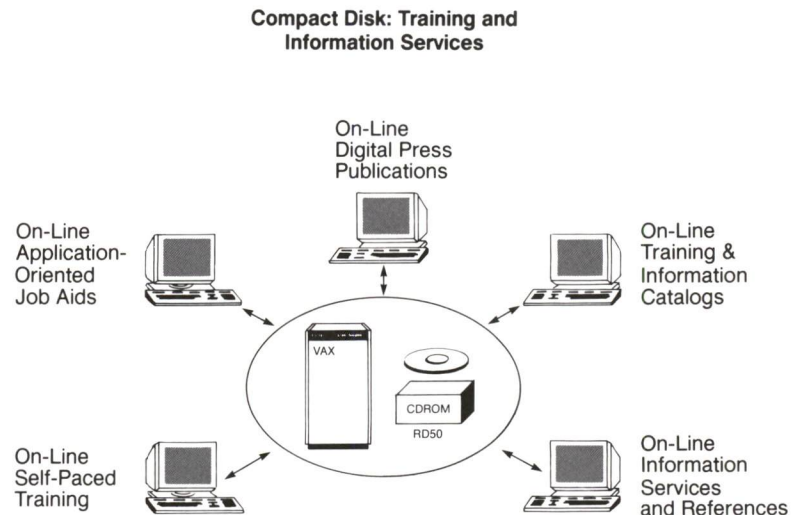 Compact Disk: Training and
Information Services
On-Line
Digital Press
Publications
On-Line
Application-
Oriented
Job Aids
On-Line
Training &
Information
Catalogs
VAX
CDROM
RD50
On-Line
Self-Paced
Training
On-Line
Information
Services
and References